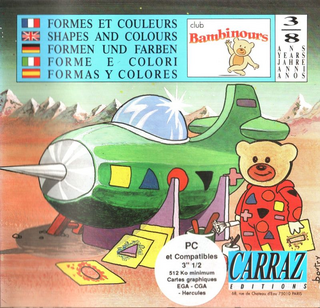 FORMES ET COULEURS
SHAPES AND COLOURS
FORMEN UND FARBEN
FORME E COLORI
FORMAS Y COLORES
club
Bambinours
3/8
ANS
YEARS
JAHRE
ANNI
ANOS
PC
et Compatibles
3" 1/2
512 Ko minimum
Cartes graphiques
EGA - CGA
- Hercules
CARRAZ
EDITIONS